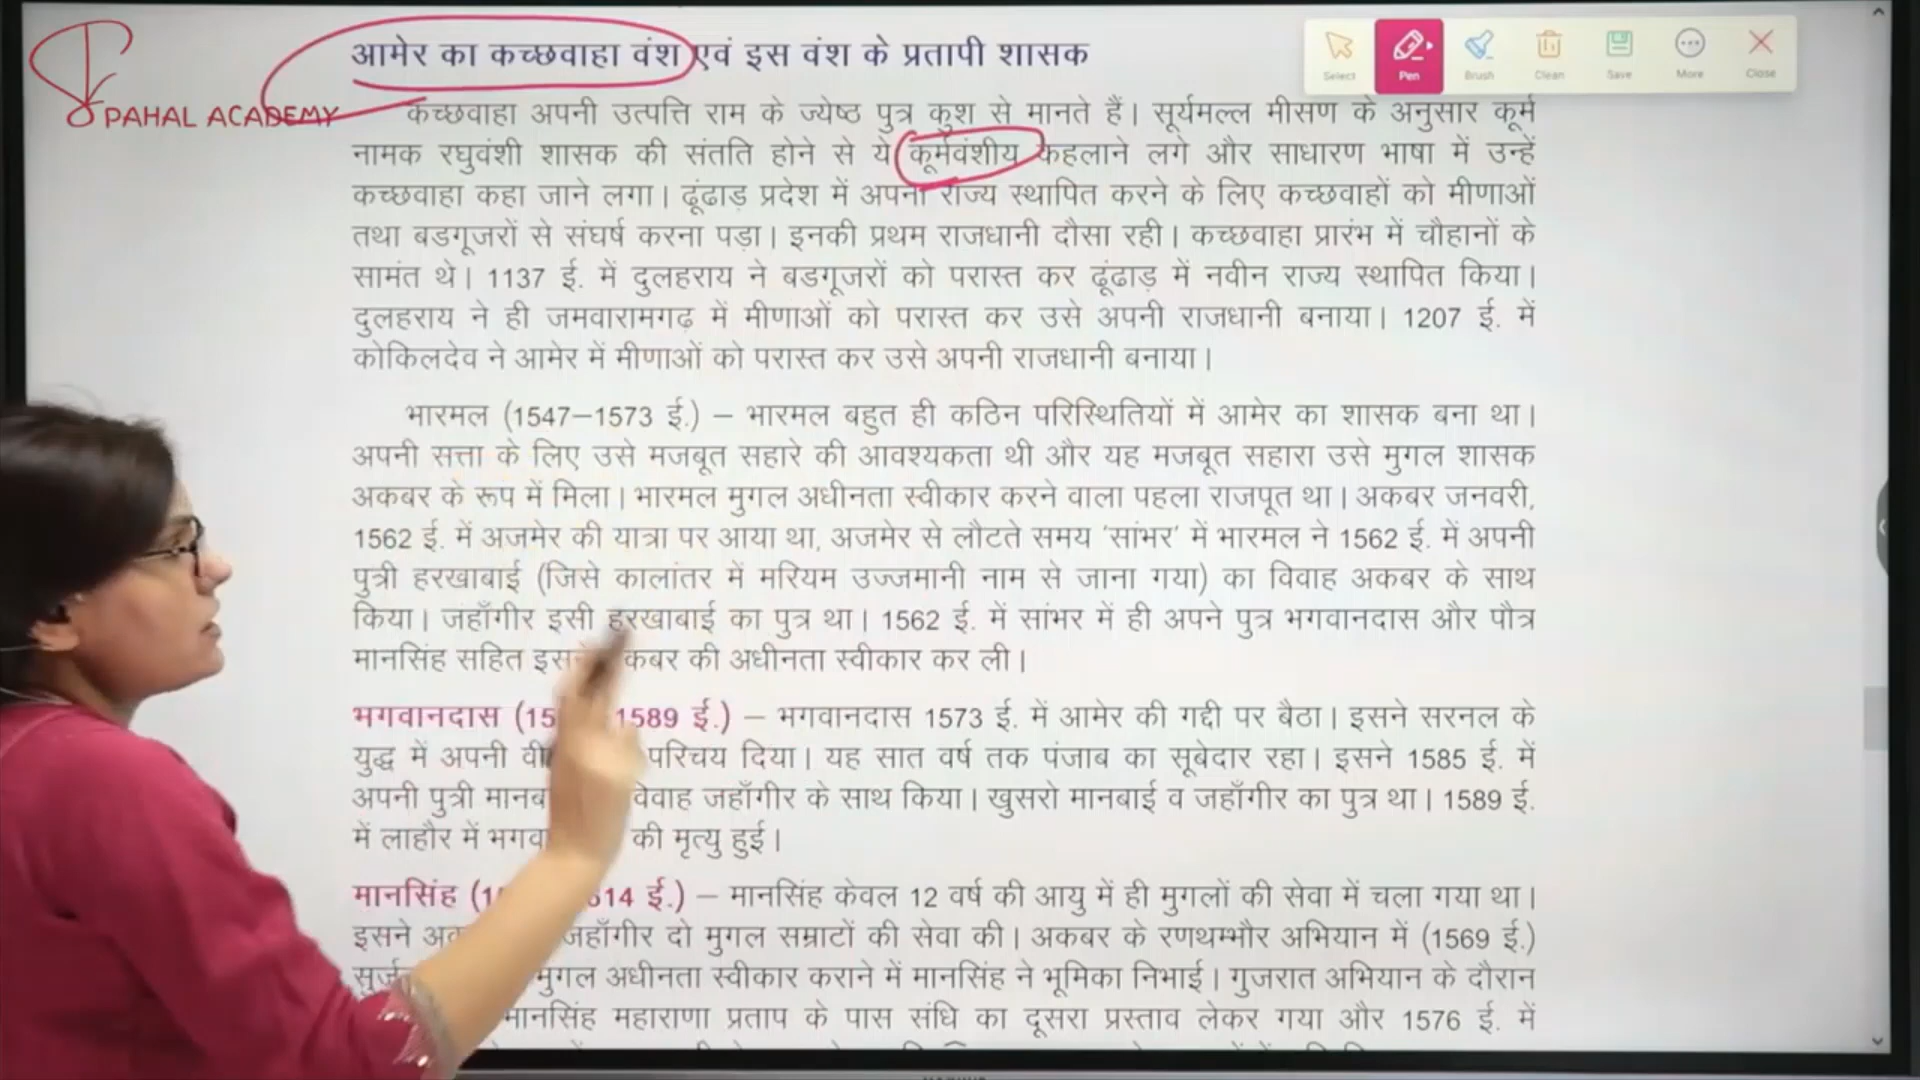 आमेर का कच्छवाहा वंश एवं इस वंश के प्रतापी शासक
Select Pen Brush Clean Save More Close
PAHAL ACADEMY
कच्छवाहा अपनी उत्पत्ति राम के ज्येष्ठ पुत्र कुश से मानते हैं। सूर्यमल्ल मीसण के अनुसार कूर्म
नामक रघुवंशी शासक की संतति होने से ये कूर्मवंशीय कहलाने लगे और साधारण भाषा में उन्हें
कच्छवाहा कहा जाने लगा। ढूंढाड़ प्रदेश में अपना राज्य स्थापित करने के लिए कच्छवाहों को मीणाओं
तथा बडगूजरों से संघर्ष करना पड़ा। इनकी प्रथम राजधानी दौसा रही। कच्छवाहा प्रारंभ में चौहानों के
सामंत थे। 1137 ई. में दुलहराय ने बडगूजरों को परास्त कर ढूंढाड़ में नवीन राज्य स्थापित किया।
दुलहराय ने ही जमवारामगढ़ में मीणाओं को परास्त कर उसे अपनी राजधानी बनाया। 1207 ई. में
कोकिलदेव ने आमेर में मीणाओं को परास्त कर उसे अपनी राजधानी बनाया।
भारमल (1547–1573 ई.) – भारमल बहुत ही कठिन परिस्थितियों में आमेर का शासक बना था।
अपनी सत्ता के लिए उसे मजबूत सहारे की आवश्यकता थी और यह मजबूत सहारा उसे मुगल शासक
अकबर के रूप में मिला। भारमल मुगल अधीनता स्वीकार करने वाला पहला राजपूत था। अकबर जनवरी,
1562 ई. में अजमेर की यात्रा पर आया था, अजमेर से लौटते समय 'सांभर' में भारमल ने 1562 ई. में अपनी
पुत्री हरखाबाई (जिसे कालांतर में मरियम उज्जमानी नाम से जाना गया) का विवाह अकबर के साथ
किया। जहाँगीर इसी हरखाबाई का पुत्र था। 1562 ई. में सांभर में ही अपने पुत्र भगवानदास और पौत्र
मानसिंह सहित कबर की अधीनता स्वीकार कर ली।
भगवानदास (15 1589 ई.) – भगवानदास 1573 ई. में आमेर की गद्दी पर बैठा। इसने सरनल के
युद्ध में अपनी परिचय दिया। यह सात वर्ष तक पंजाब का सूबेदार रहा। इसने 1585 ई. में
अपनी पुत्री मानब विवाह जहाँगीर के साथ किया। खुसरो मानबाई व जहाँगीर का पुत्र था। 1589 ई.
में लाहौर में भगव की मृत्यु हुई।
मानसिंह 614 ई.) – मानसिंह केवल 12 वर्ष की आयु में ही मुगलों की सेवा में चला गया था।
इसने जहाँगीर दो मुगल सम्राटों की सेवा की। अकबर के रणथम्भौर अभियान में (1569 ई.)
मुगल अधीनता स्वीकार कराने में मानसिंह ने भूमिका निभाई। गुजरात अभियान के दौरान
मानसिंह महाराणा प्रताप के पास संधि का दूसरा प्रस्ताव लेकर गया और 1576 ई. में